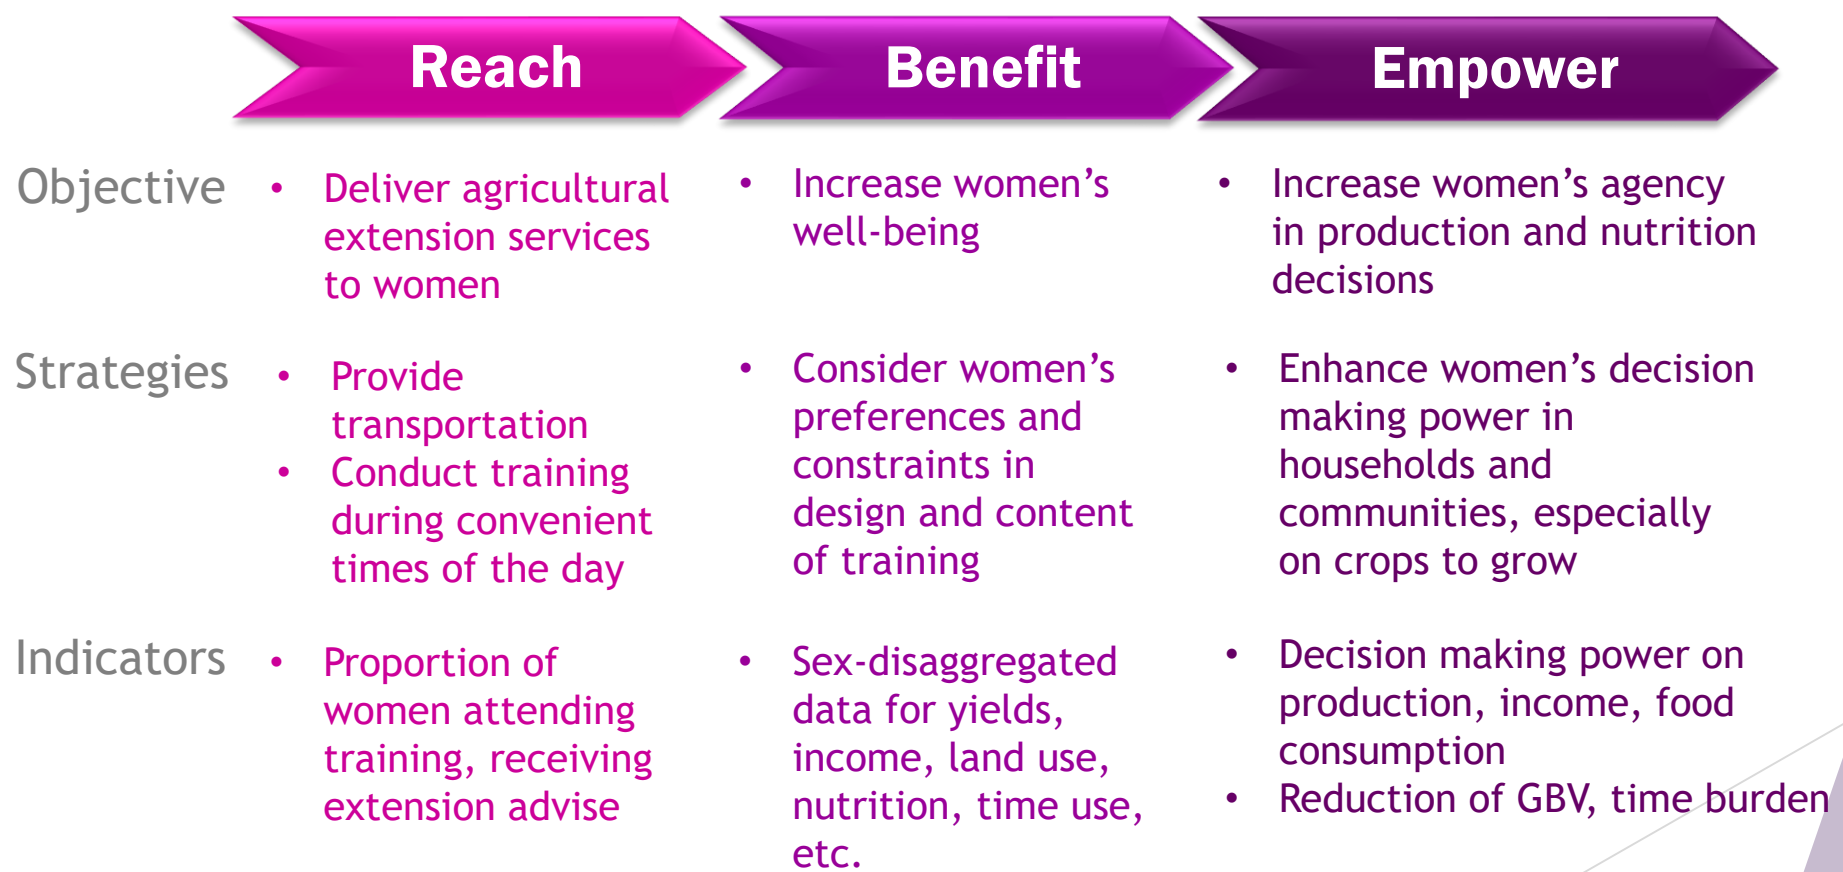 Reach
Benefit
Empower
Objective
• Deliver agricultural
extension services
to women
• Increase women’s
well-being
• Increase women’s agency
in production and nutrition
decisions
Strategies
• Provide
transportation
• Conduct training
during convenient
times of the day
• Consider women’s
preferences and
constraints in
design and content
of training
• Enhance women’s decision
making power in
households and
communities, especially
on crops to grow
Indicators
• Proportion of
women attending
training, receiving
extension advise
• Sex-disaggregated
data for yields,
income, land use,
nutrition, time use,
etc.
• Decision making power on
production, income, food
consumption
• Reduction of GBV, time burden